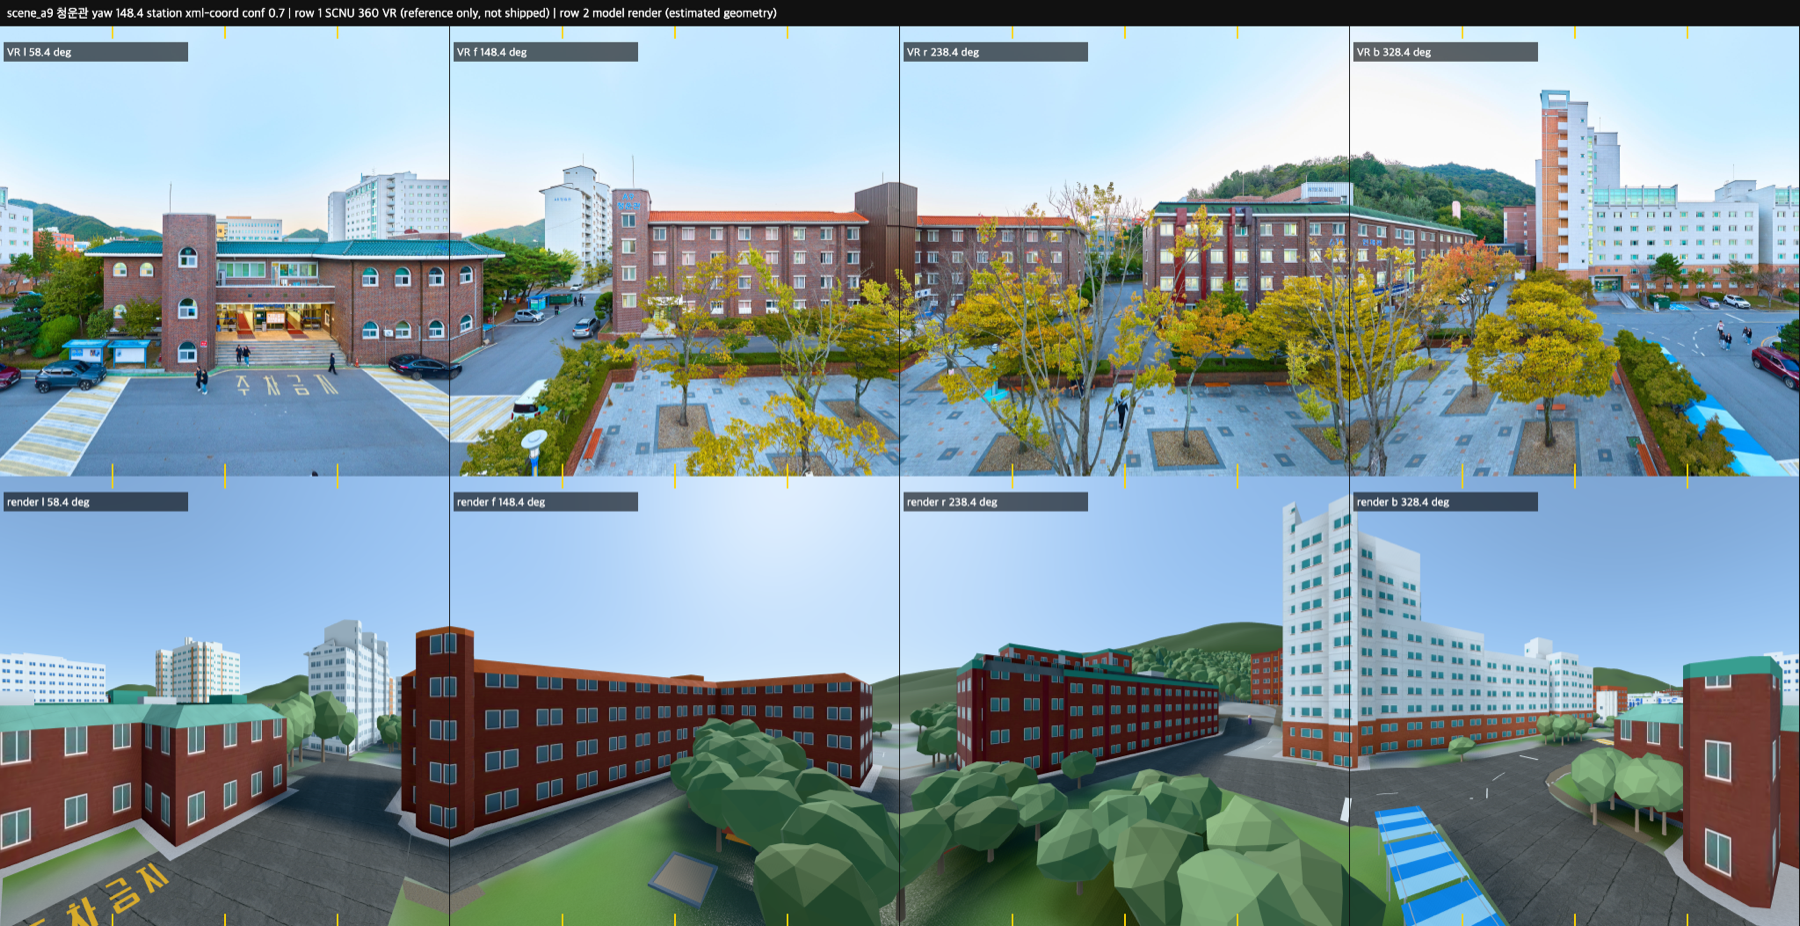 scene_a9 청운관 yaw 148.4 station xml-coord conf 0.7 | row 1 SCNU 360 VR (reference only, not shipped) | row 2 model render (estimated geometry)
VR l 58.4 deg
VR f 148.4 deg
VR r 238.4 deg
VR b 328.4 deg
주차금지
render l 58.4 deg
render f 148.4 deg
render r 238.4 deg
render b 328.4 deg
차금지